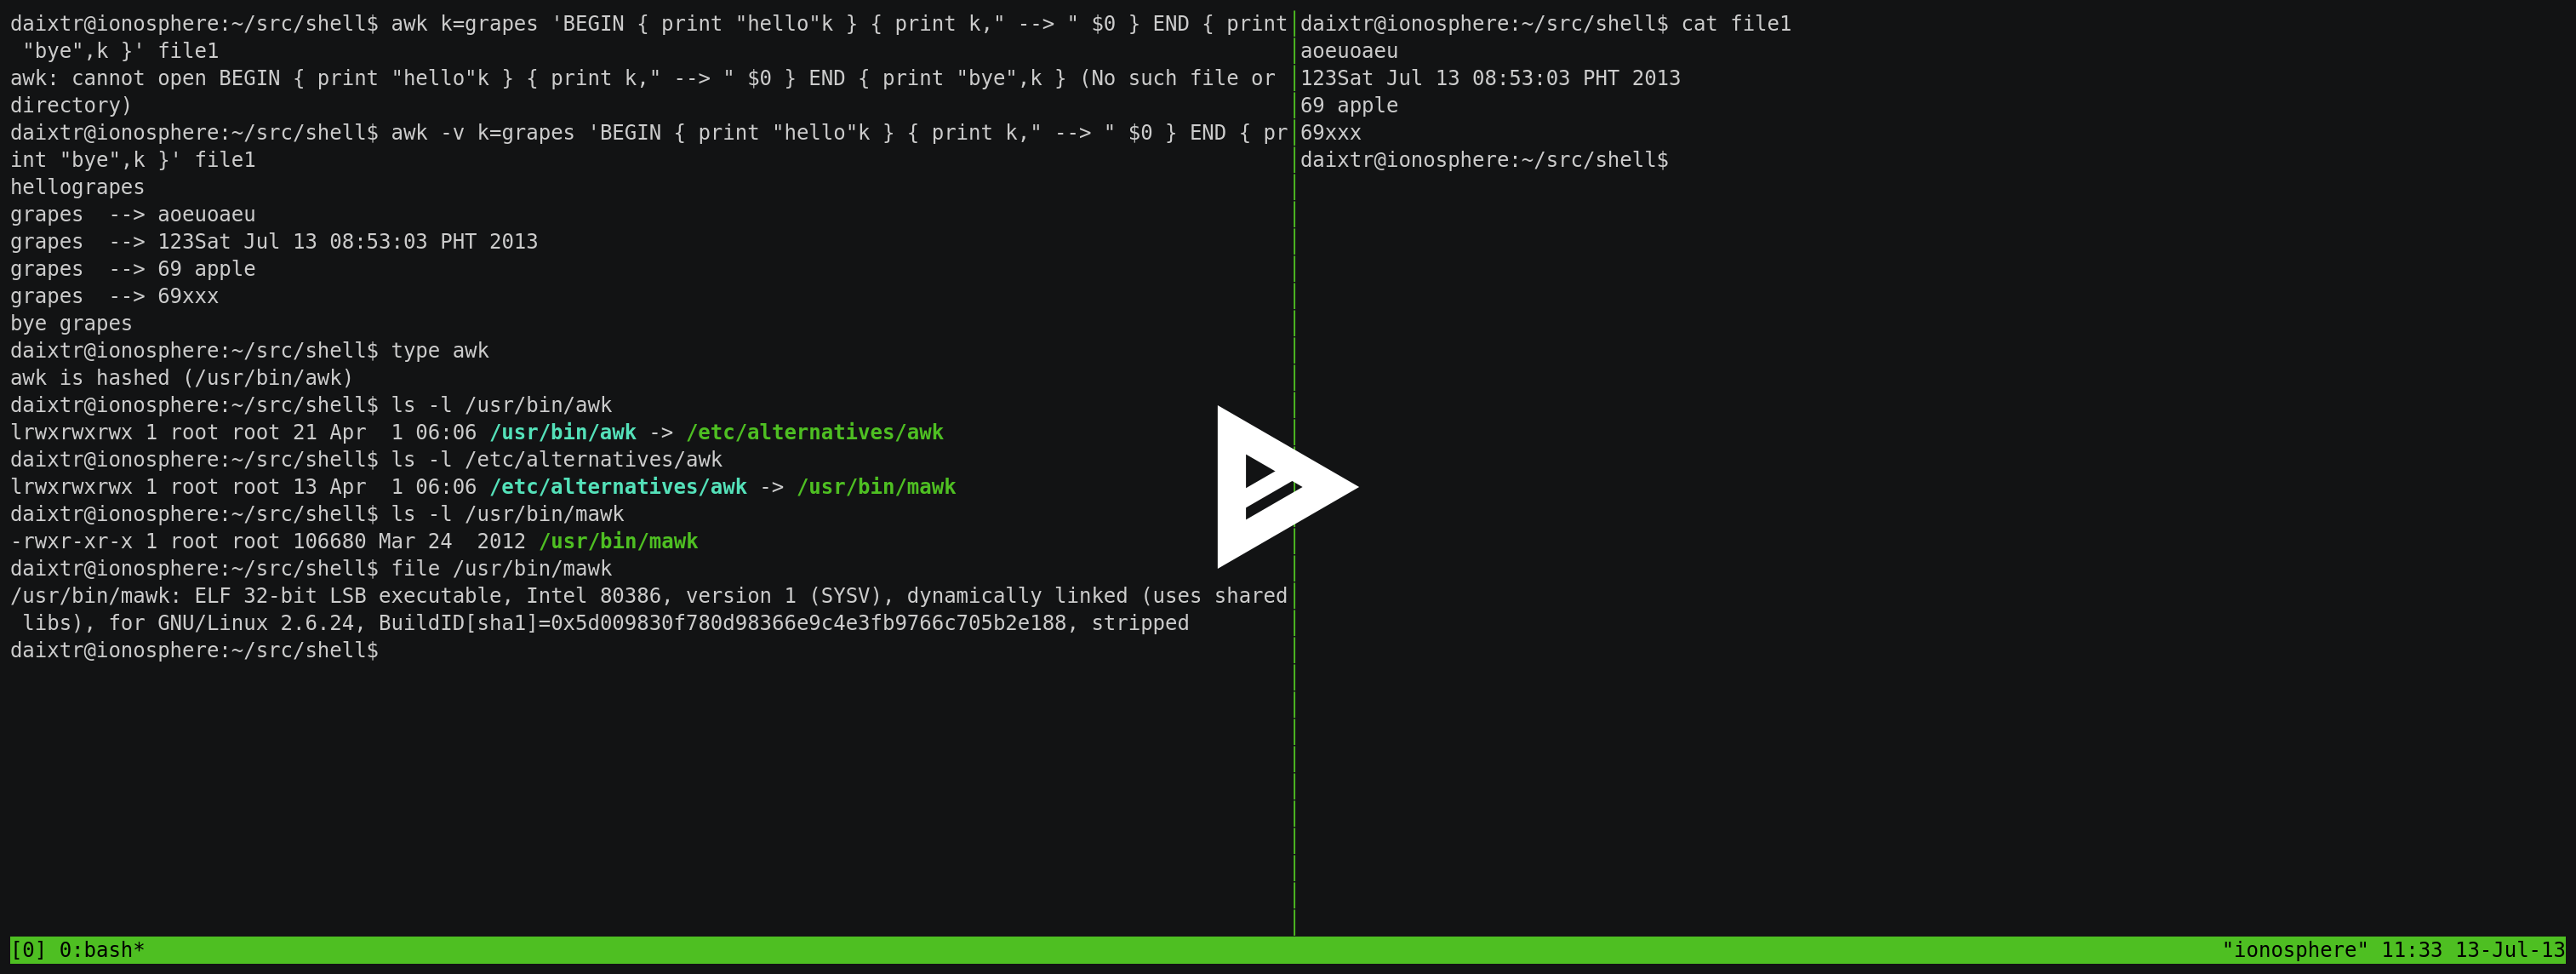 daixtr@ionosphere:~/src/shell$ awk k=grapes 'BEGIN { print "hello"k } { print k," --> " $0 } END { print
 "bye",k }' file1
awk: cannot open BEGIN { print "hello"k } { print k," --> " $0 } END { print "bye",k } (No such file or
directory)
daixtr@ionosphere:~/src/shell$ awk -v k=grapes 'BEGIN { print "hello"k } { print k," --> " $0 } END { pr
int "bye",k }' file1
hellograpes
grapes  --> aoeuoaeu
grapes  --> 123Sat Jul 13 08:53:03 PHT 2013
grapes  --> 69 apple
grapes  --> 69xxx
bye grapes
daixtr@ionosphere:~/src/shell$ type awk
awk is hashed (/usr/bin/awk)
daixtr@ionosphere:~/src/shell$ ls -l /usr/bin/awk
lrwxrwxrwx 1 root root 21 Apr  1 06:06 /usr/bin/awk -> /etc/alternatives/awk
daixtr@ionosphere:~/src/shell$ ls -l /etc/alternatives/awk
lrwxrwxrwx 1 root root 13 Apr  1 06:06 /etc/alternatives/awk -> /usr/bin/mawk
daixtr@ionosphere:~/src/shell$ ls -l /usr/bin/mawk
-rwxr-xr-x 1 root root 106680 Mar 24  2012 /usr/bin/mawk
daixtr@ionosphere:~/src/shell$ file /usr/bin/mawk
/usr/bin/mawk: ELF 32-bit LSB executable, Intel 80386, version 1 (SYSV), dynamically linked (uses shared
 libs), for GNU/Linux 2.6.24, BuildID[sha1]=0x5d009830f780d98366e9c4e3fb9766c705b2e188, stripped
daixtr@ionosphere:~/src/shell$
daixtr@ionosphere:~/src/shell$ cat file1
aoeuoaeu
123Sat Jul 13 08:53:03 PHT 2013
69 apple
69xxx
daixtr@ionosphere:~/src/shell$
[0] 0:bash*
"ionosphere" 11:33 13-Jul-13